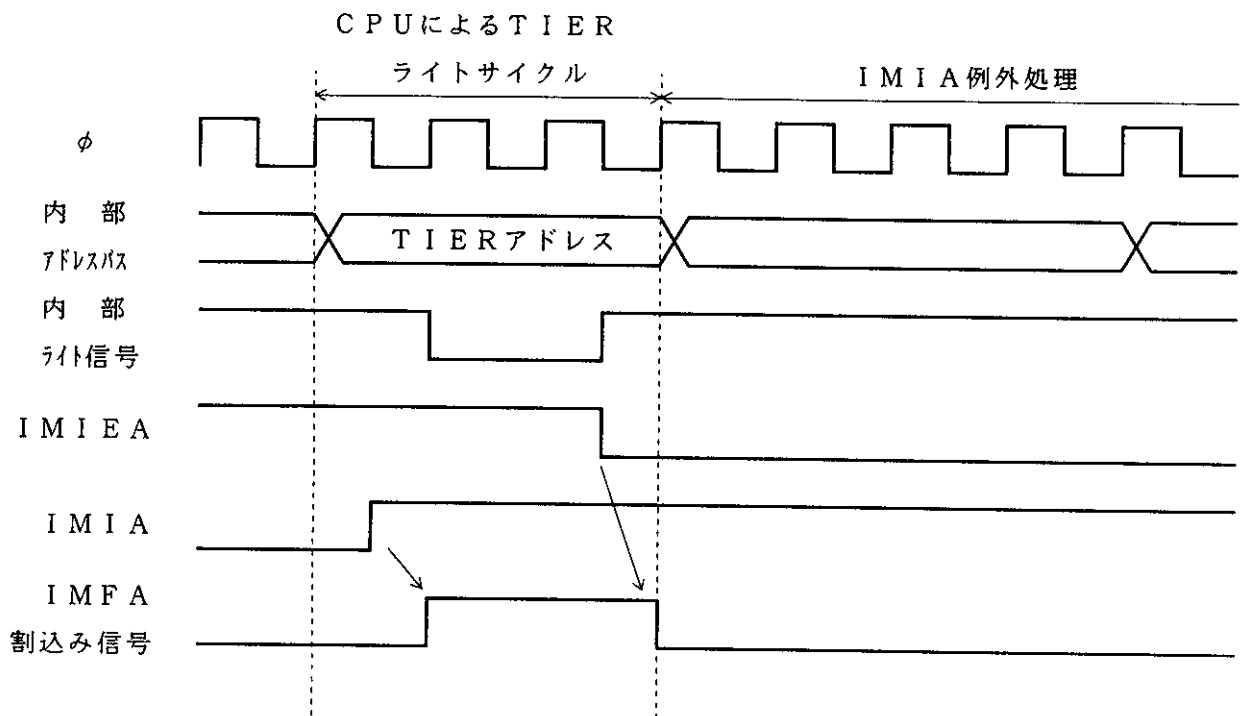 CPUによるTIER
ライトサイクル
IMIA例外処理
φ
内 部
アドレスバス
TIERアドレス
内 部
ライト信号
IMIEA
IMIA
IMFA
割込み信号